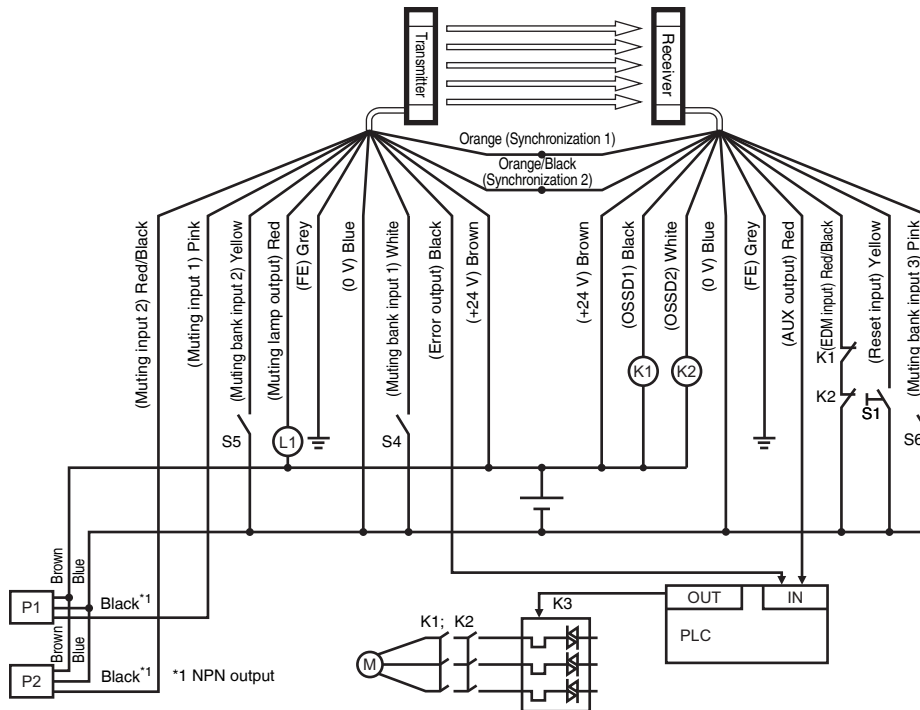 Transmitter
Receiver
Orange (Synchronization 1)
Orange/Black
(Synchronization 2)
(Muting input 2) Red/Black
(Muting input 1) Pink
(Muting bank input 2) Yellow
(Muting lamp output) Red
(FE) Grey
(0 V) Blue
(Muting bank input 1) White
(Error output) Black
(+24 V) Brown
(+24 V) Brown
(OSSD1) Black
(OSSD2) White
(0 V) Blue
(FE) Grey
(AUX output) Red
(EDM input) Red/Black
(Reset input) Yellow
(Muting bank input 3) Pink
K1
K1
K2
K2
S1
S5
L1
S4
S6
Brown
Blue
P1
Black*1
Brown
Blue
P2
Black*1
*1 NPN output
K1; K2
K3
M
OUT
IN
PLC